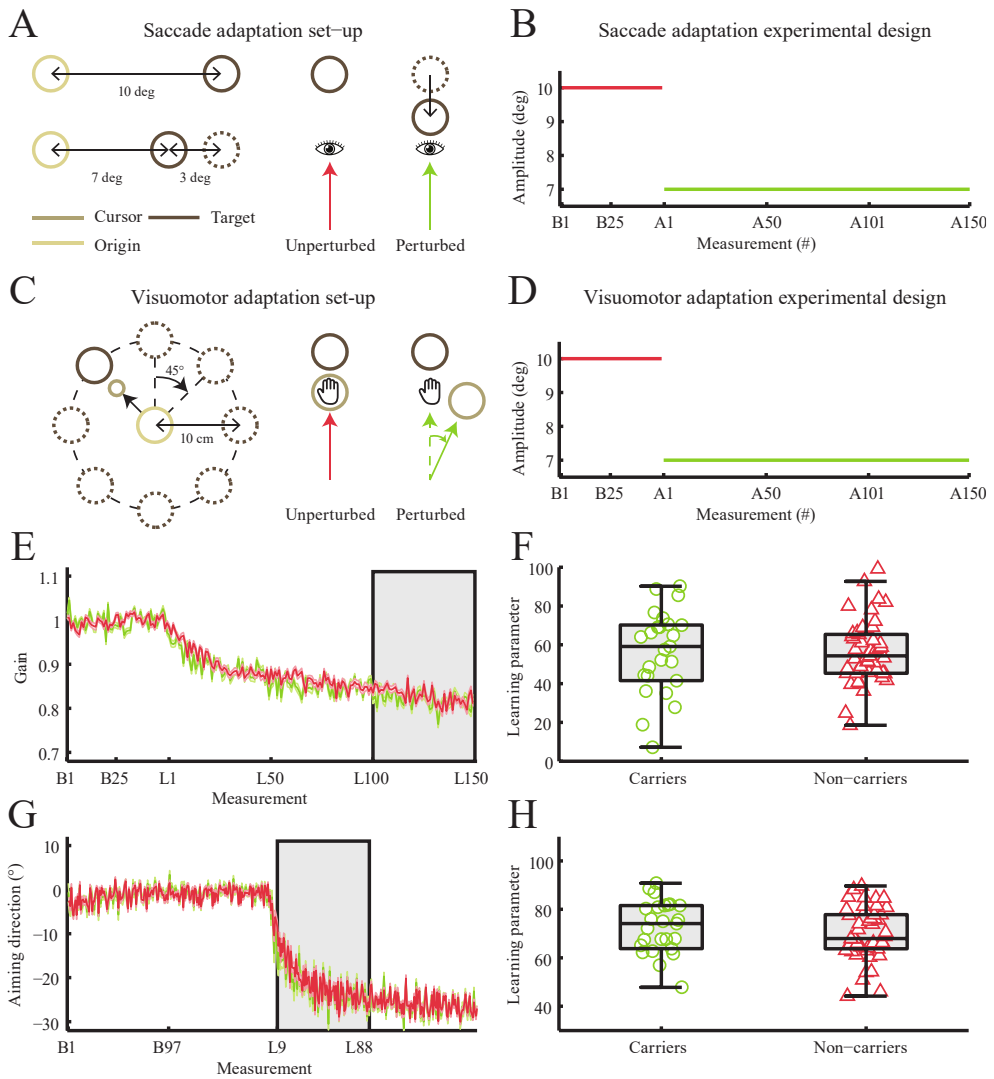 A
Saccade adaptation set−up
10 deg
7 deg
3 deg
Cursor
Target
Origin
Unperturbed
Perturbed
B
Saccade adaptation experimental design
Amplitude (deg)
10
9
8
7
B1
B25
A1
A50
A101
A150
Measurement (#)
C
Visuomotor adaptation set-up
45°
10 cm
Unperturbed
Perturbed
D
Visuomotor adaptation experimental design
Amplitude (deg)
10
9
8
7
B1
B25
A1
A50
A101
A150
Measurement (#)
E
Gain
1.1
1
0.9
0.8
0.7
B1
B25
L1
L50
L100
L150
Measurement
F
Learning parameter
100
80
60
40
20
0
Carriers
Non−carriers
G
Aiming direction (°)
10
0
−10
−20
−30
B1
B97
L9
L88
Measurement
H
Learning parameter
100
80
60
40
Carriers
Non−carriers